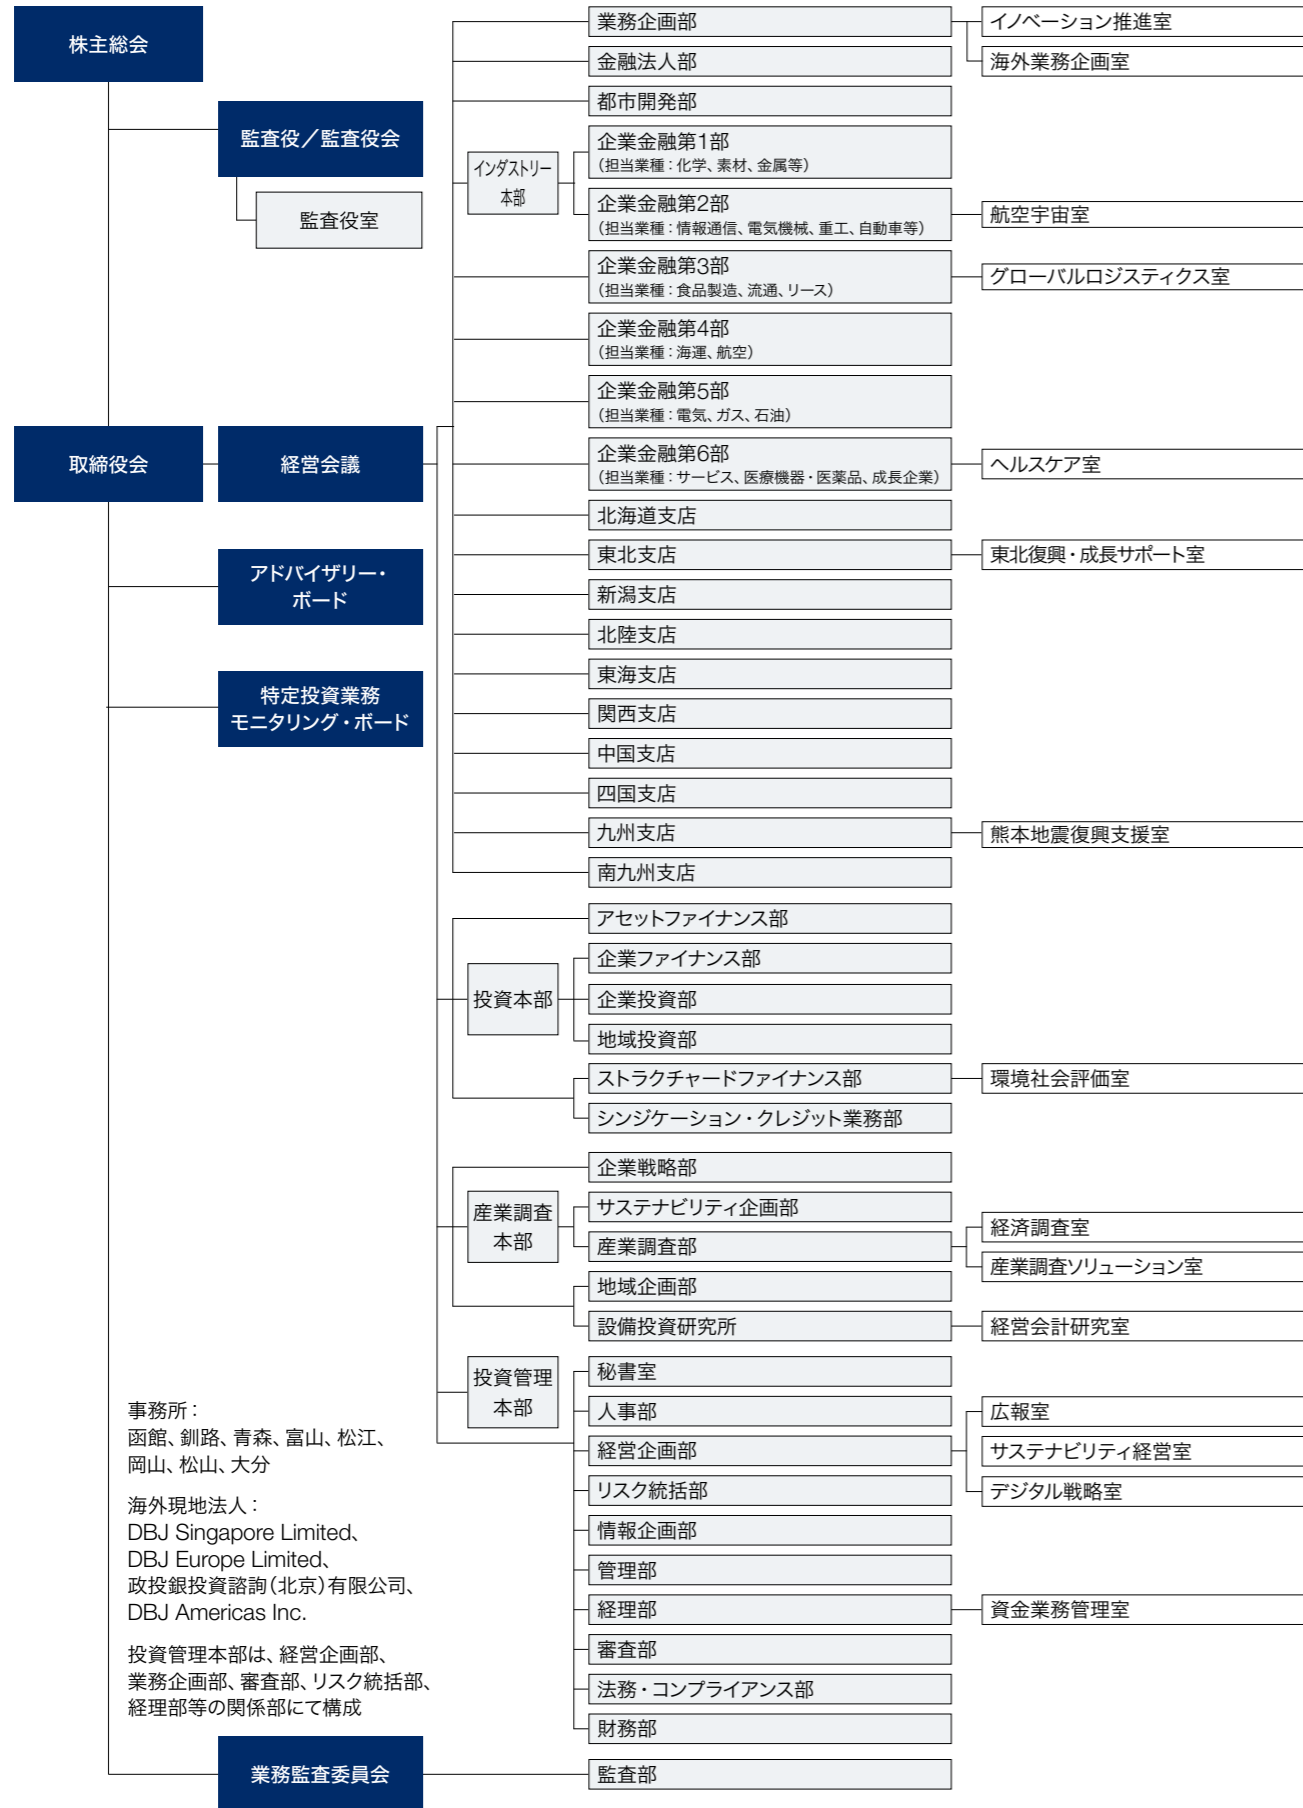 株主総会
監査役／監査役会
監査役室
取締役会
経営会議
アドバイザリー・
ボード
特定投資業務
モニタリング・ボード
業務企画部
イノベーション推進室
海外業務企画室
金融法人部
都市開発部
インダストリー
本部
企業金融第1部
（担当業種：化学、素材、金属等）
企業金融第2部
（担当業種：情報通信、電気機械、重工、自動車等）
航空宇宙室
企業金融第3部
（担当業種：食品製造、流通、リース）
グローバルロジスティクス室
企業金融第4部
（担当業種：海運、航空）
企業金融第5部
（担当業種：電気、ガス、石油）
企業金融第6部
（担当業種：サービス、医療機器・医薬品、成長企業）
ヘルスケア室
北海道支店
東北支店
東北復興・成長サポート室
新潟支店
北陸支店
東海支店
関西支店
中国支店
四国支店
九州支店
熊本地震復興支援室
南九州支店
アセットファイナンス部
投資本部
企業ファイナンス部
企業投資部
地域投資部
ストラクチャードファイナンス部
環境社会評価室
シンジケーション・クレジット業務部
企業戦略部
産業調査
本部
サステナビリティ企画部
産業調査部
経済調査室
産業調査ソリューション室
地域企画部
設備投資研究所
経営会計研究室
投資管理
本部
秘書室
人事部
経営企画部
広報室
サステナビリティ経営室
デジタル戦略室
リスク統括部
情報企画部
管理部
経理部
資金業務管理室
審査部
法務・コンプライアンス部
財務部
事務所：
函館、釧路、青森、富山、松江、
岡山、松山、大分
海外現地法人：
DBJ Singapore Limited、
DBJ Europe Limited、
政投銀投資諮詢（北京）有限公司、
DBJ Americas Inc.
投資管理本部は、経営企画部、
業務企画部、審査部、リスク統括部、
経理部等の関係部にて構成
業務監査委員会
監査部